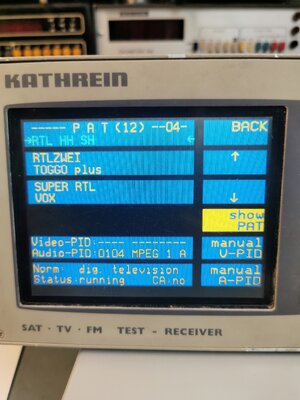 KATHREIN
----- P A T (12) --04-
BACK
→RTL HH SH ←
RTLZWEI
TOGGO plus
↑
SUPER RTL
VOX
↓
show
PAT
Video-PID:---- --------
Audio-PID:0104 MPEG 1 A
manual
V-PID
Norm: dig. television
Status:running CA:no
manual
A-PID
SAT · TV · FM TEST - RECEIVER